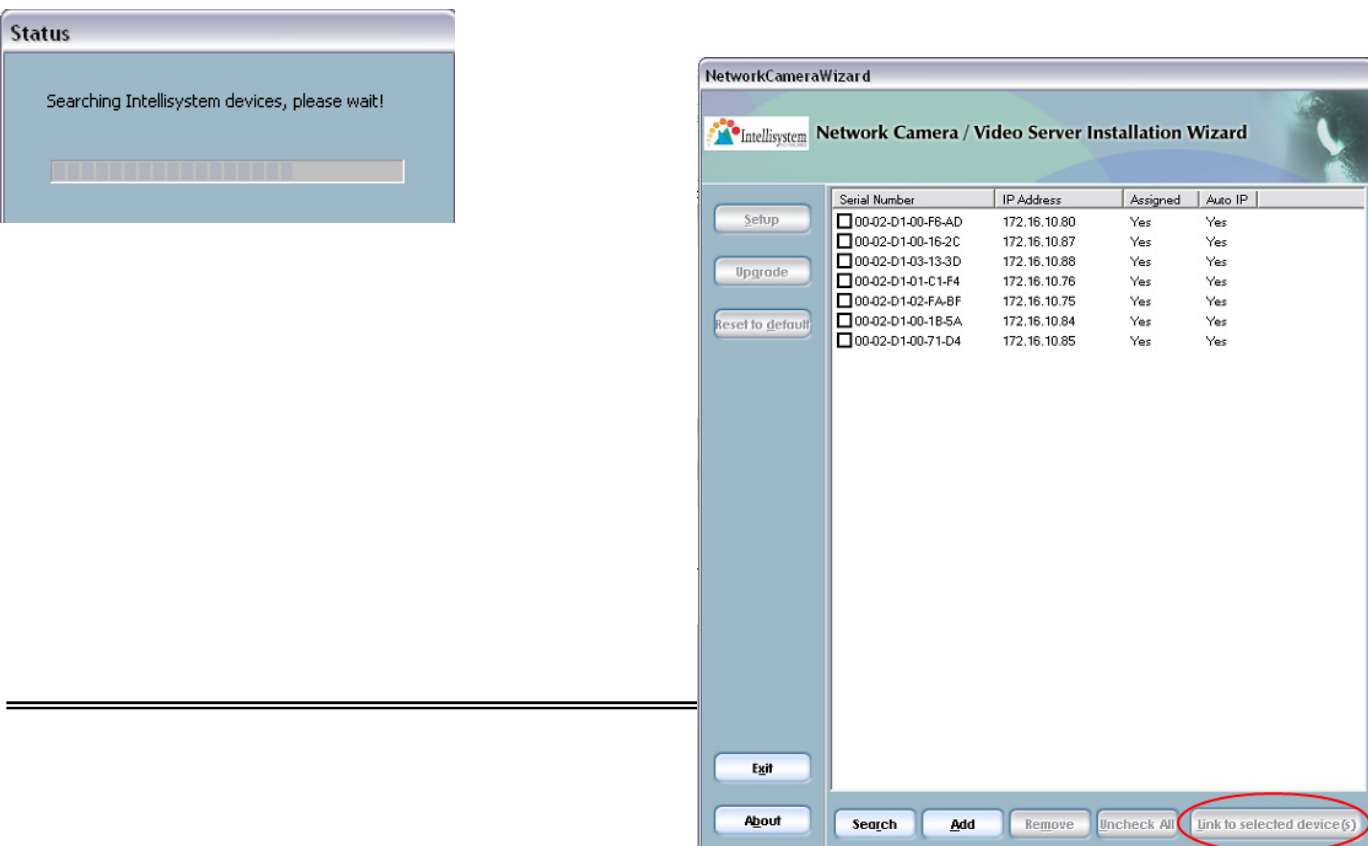 Status
Searching Intellisystem devices, please wait!
NetworkCameraWizard
Intellisystem
Network Camera / Video Server Installation Wizard
Setup
Upgrade
Reset to default
Serial Number IP Address Assigned Auto IP
00-02-D1-00-F6-AD 172.16.10.80 Yes Yes
00-02-D1-00-16-2C 172.16.10.87 Yes Yes
00-02-D1-03-13-3D 172.16.10.88 Yes Yes
00-02-D1-01-C1-F4 172.16.10.76 Yes Yes
00-02-D1-02-FA-BF 172.16.10.75 Yes Yes
00-02-D1-00-1B-5A 172.16.10.84 Yes Yes
00-02-D1-00-71-D4 172.16.10.85 Yes Yes
Exit
About
Search Add Remove Uncheck All Link to selected device(s)